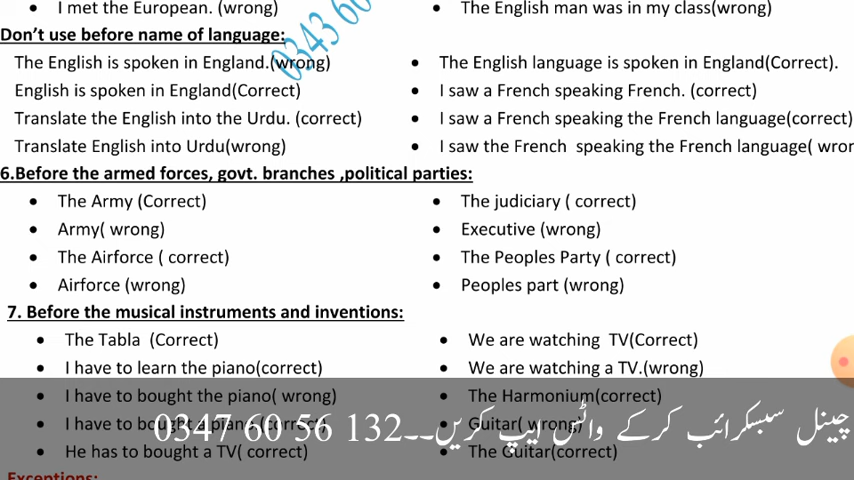 I met the European. (wrong)
The English man was in my class(wrong)
Don't use before name of language:
The English is spoken in England.(wrong)
The English language is spoken in England(Correct).
English is spoken in England(Correct)
I saw a French speaking French. (correct)
Translate the English into the Urdu. (correct)
I saw a French speaking the French language(correct)
Translate English into Urdu(wrong)
I saw the French speaking the French language( wron
0343 60
6.Before the armed forces, govt. branches ,political parties:
The Army (Correct)
The judiciary ( correct)
Army( wrong)
Executive (wrong)
The Airforce ( correct)
The Peoples Party ( correct)
Airforce (wrong)
Peoples part (wrong)
7. Before the musical instruments and inventions:
The Tabla (Correct)
We are watching TV(Correct)
I have to learn the piano(correct)
We are watching a TV.(wrong)
I have to bought the piano( wrong)
The Harmonium(correct)
I have to bought a piano(correct)
Guitar( wrong)
He has to bought a TV( correct)
The Guitar(correct)
چینل سبسکرائب کرکے واٹس ایپ کریں۔۔0347 60 56 132
Exceptions: